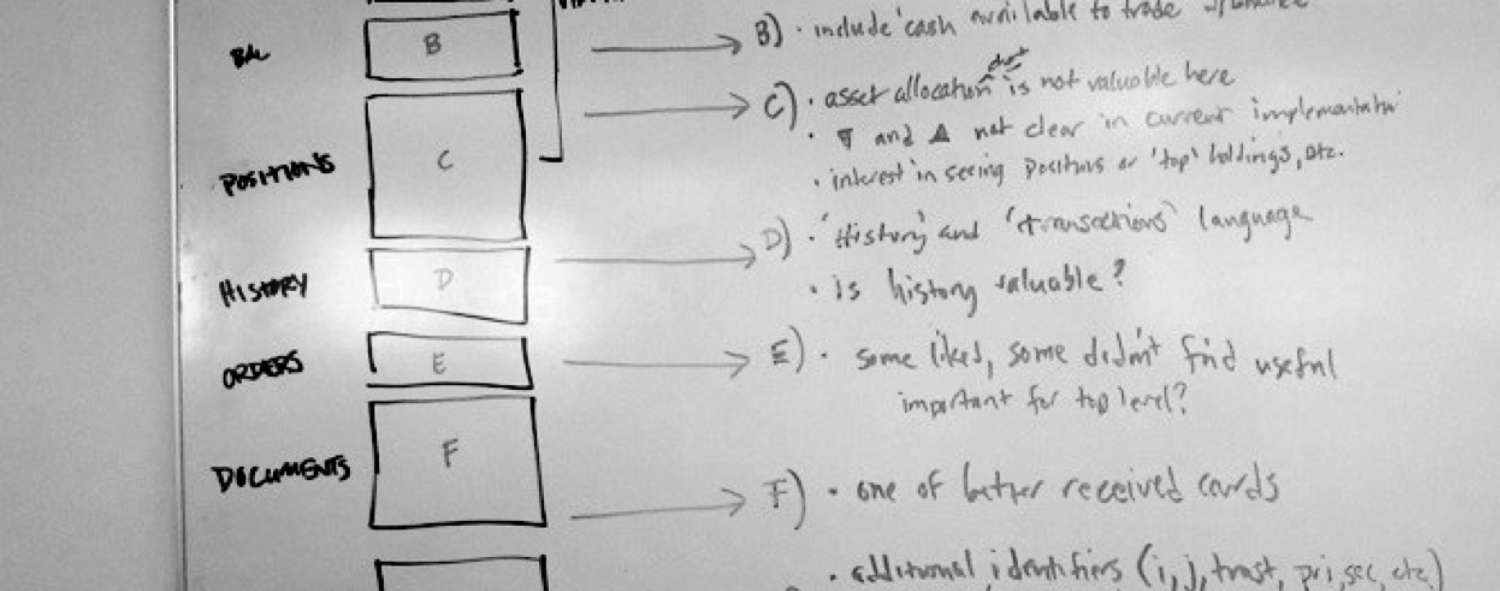 BAL B B) · include 'cash available to trade
C) · asset allocation chart is not valuable here
· ▼ and ▲ not clear in current
POSITIONS C · interest in seeing positions or 'top' holdings, etc.
D) · 'History' and 'transactions' language
HISTORY D · is history valuable?
ORDERS E E) · some liked, some didn't find useful
important for top level?
DOCUMENTS F F) · one of better received cards
· additional identifiers (i, j, trust, pri, sec, etc.)